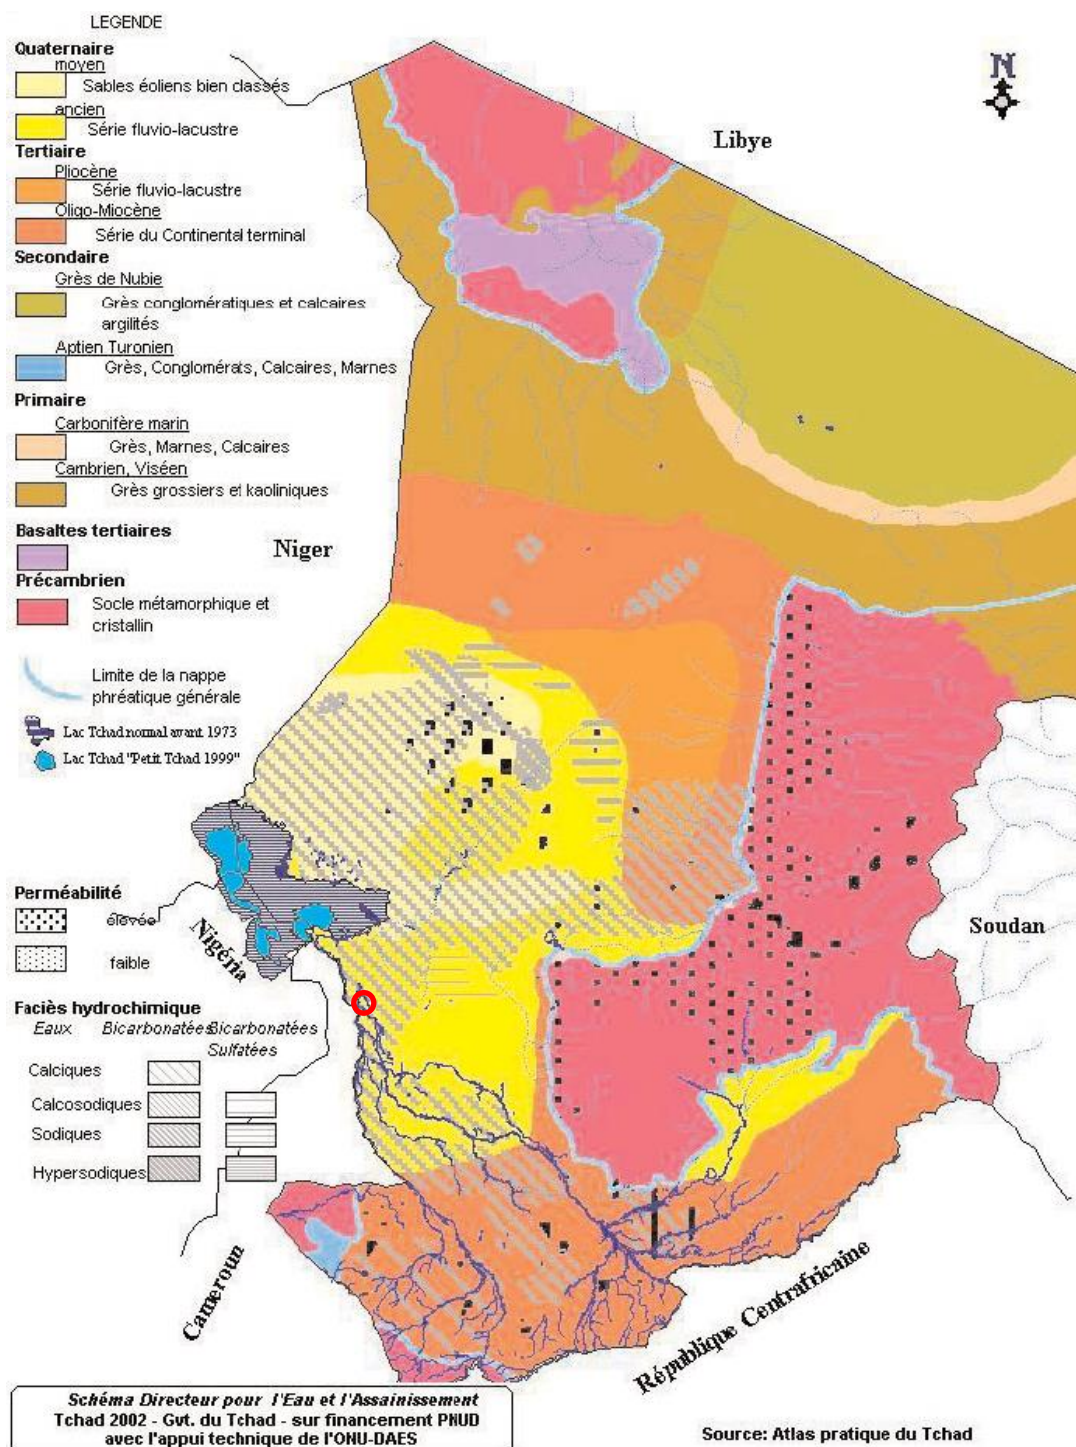 LEGENDE
Quaternaire
moyen
Sables éoliens bien classés
ancien
Série fluvio-lacustre
Tertiaire
Pliocène
Série fluvio-lacustre
Oligo-Miocène
Série du Continental terminal
Secondaire
Grès de Nubie
Grès conglomératiques et calcaires
argilités
Aptien Turonien
Grès, Conglomérats, Calcaires, Marnes
Primaire
Carbonifère marin
Grès, Marnes, Calcaires
Cambrien, Viséen
Grès grossiers et kaoliniques
Basaltes tertiaires
Précambrien
Socle métamorphique et
cristallin
Limite de la nappe
phréatique générale
Lac Tchad normal avant 1973
Lac Tchad "Petit Tchad 1999"
Perméabilité
élevée
faible
Faciès hydrochimique
Eaux Bicarbonatées Bicarbonatées
Sulfatées
Calciques
Calcosodiques
Sodiques
Hypersodiques
N
Libye
Niger
Nigéria
Soudan
Cameroun
République Centrafricaine
Schéma Directeur pour l'Eau et l'Assainissement
Tchad 2002 - Gvt. du Tchad - sur financement PNUD
avec l'appui technique de l'ONU-DAES
Source: Atlas pratique du Tchad